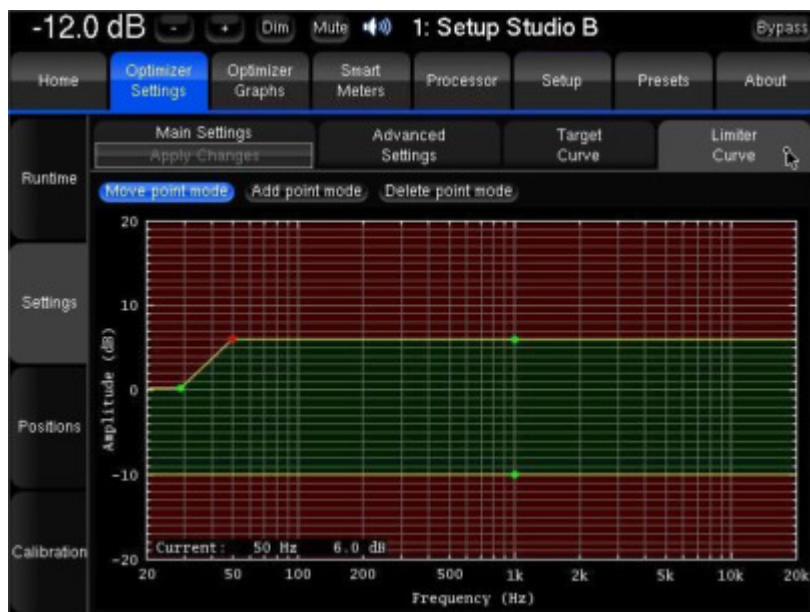 -12.0 dB - + Dim Mute 1: Setup Studio B Bypass
Home Optimizer Settings Optimizer Graphs Smart Meters Processor Setup Presets About
Runtime
Settings
Positions
Calibration
Main Settings
Apply Changes
Advanced Settings
Target Curve
Limiter Curve
Move point mode Add point mode Delete point mode
20
10
0
-10
-20
Amplitude (dB)
Current: 50 Hz 6.0 dB
20 50 100 200 500 1k 2k 5k 10k 20k
Frequency (Hz)